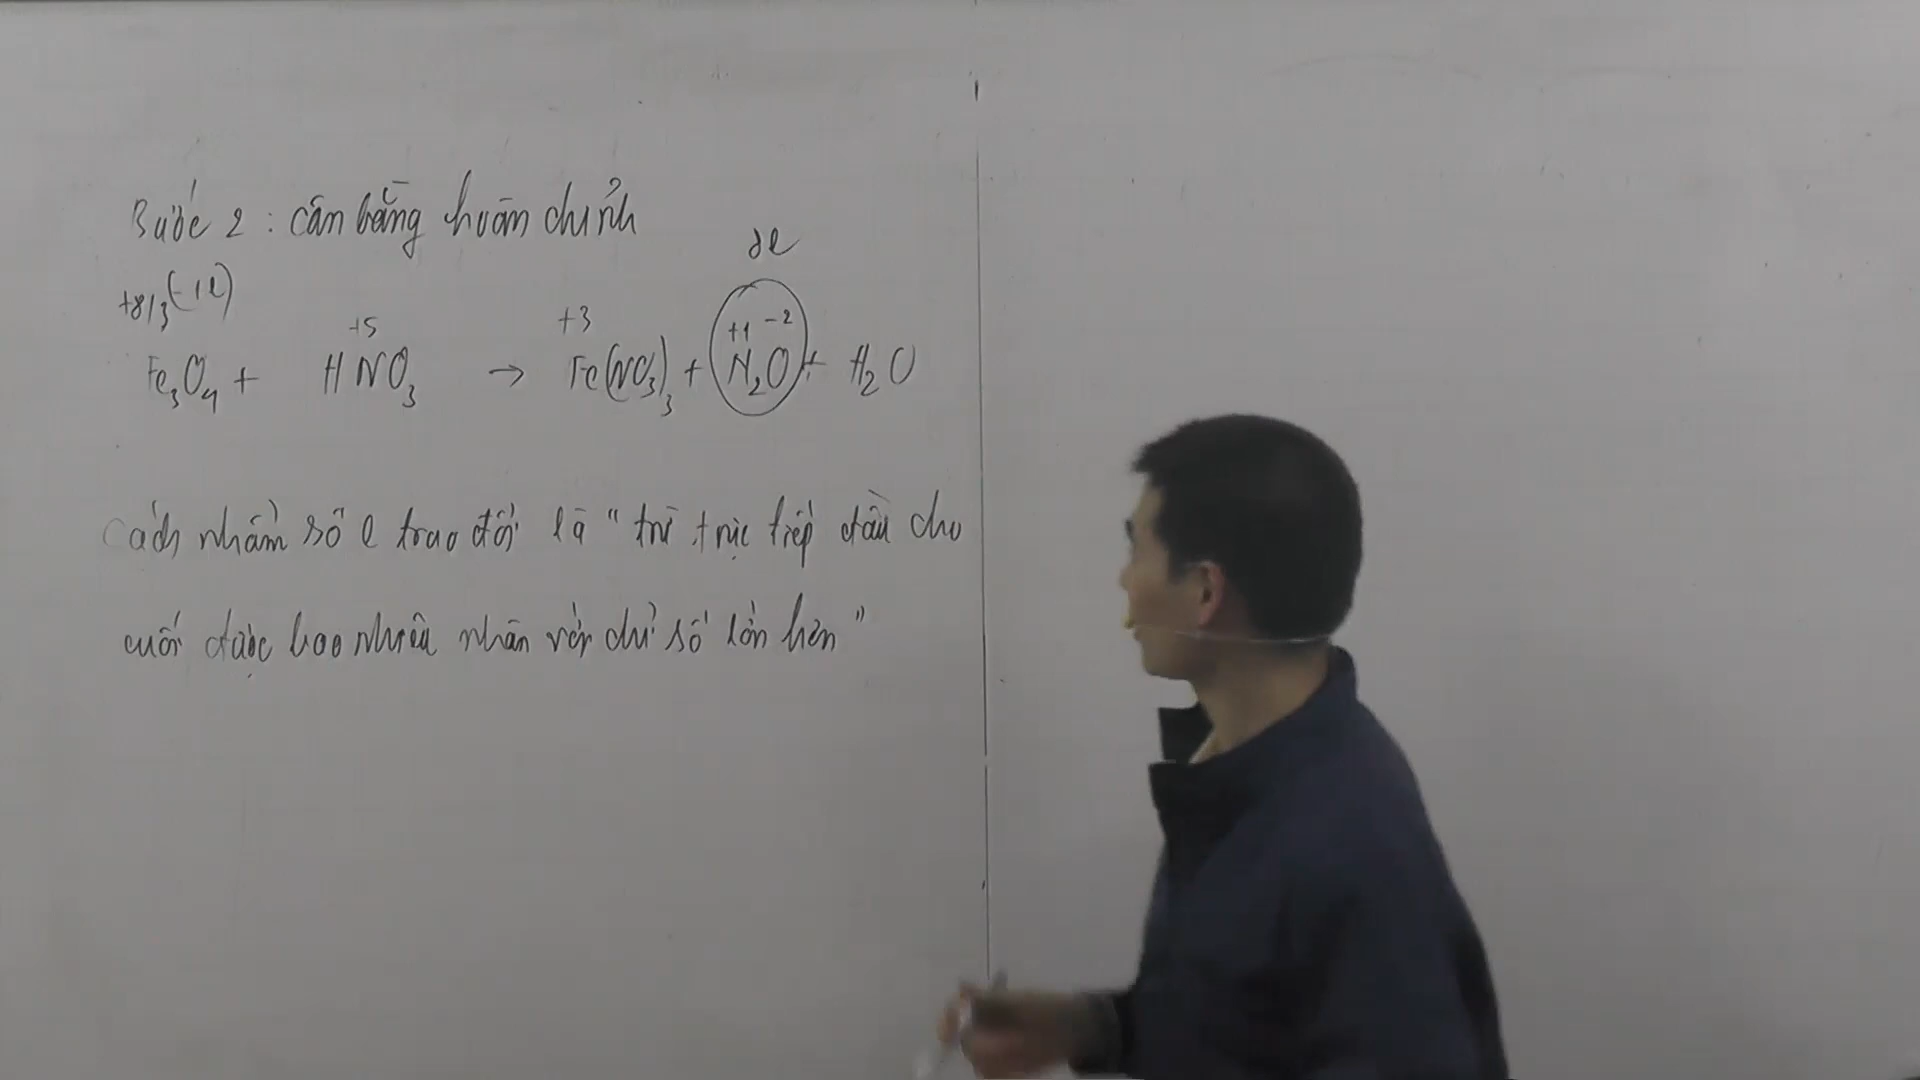 Bước 2 : cân bằng hoàn chỉnh
8e
+8/3 (-1e)
+5 +3 +1 -2
Fe3O4 + HNO3 → Fe(NO3)3 + N2O + H2O
Cách nhẩm số e trao đổi là " trừ trực tiếp đầu cho
cuối được bao nhiêu nhân với chỉ số lớn hơn "